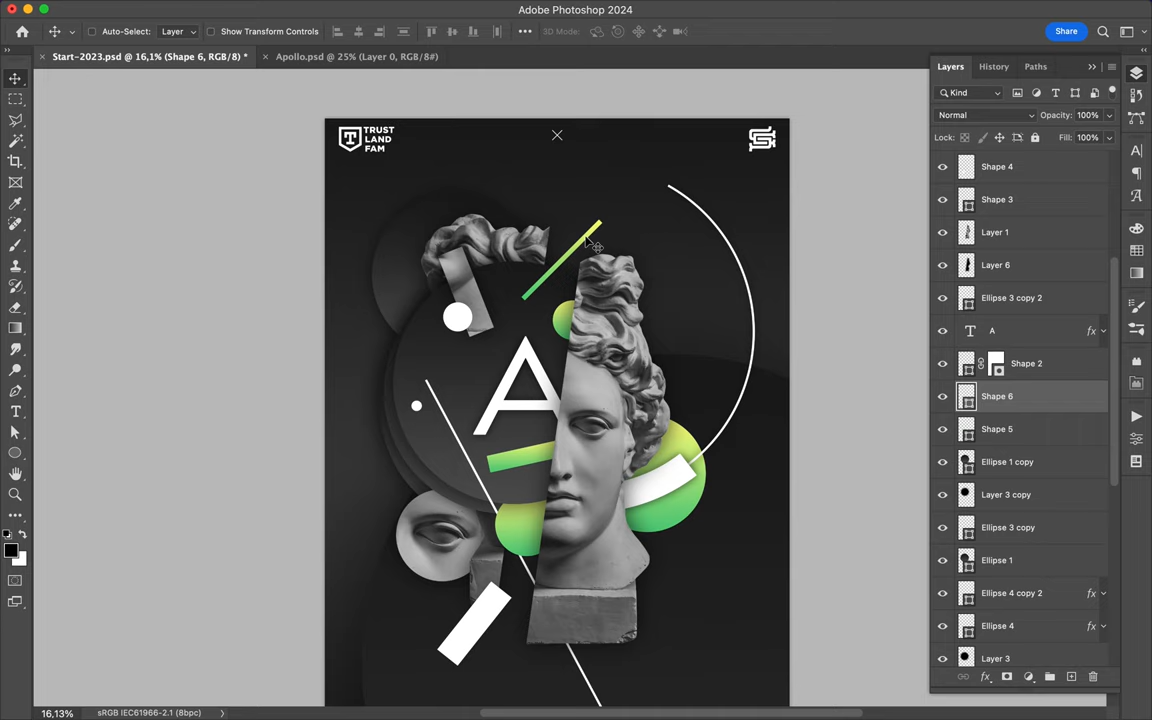 Adobe Photoshop 2024
Auto-Select: Layer Show Transform Controls 3D Mode: Share
Start-2023.psd @ 16,1% (Shape 6, RGB/8) * Apollo.psd @ 25% (Layer 0, RGB/8#)
Layers History Paths
Kind
Normal Opacity: 100%
Lock: Fill: 100%
TRUST
LAND
FAM
A
Shape 4
Shape 3
Layer 1
Layer 6
Ellipse 3 copy 2
T A fx
Shape 2
Shape 6
Shape 5
Ellipse 1 copy
Layer 3 copy
Ellipse 3 copy
Ellipse 1
Ellipse 4 copy 2 fx
Ellipse 4 fx
Layer 3
fx
16,13% sRGB IEC61966-2.1 (8bpc)